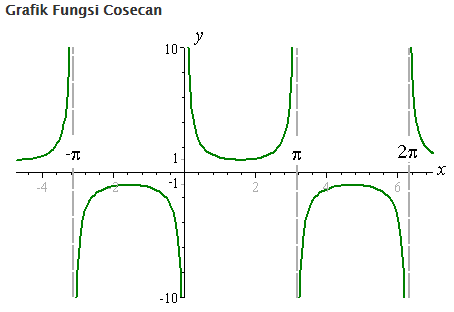 Grafik Fungsi Cosecan
y
10
-π
1
π
2π
x
-4
-2
-1
2
4
6
-10